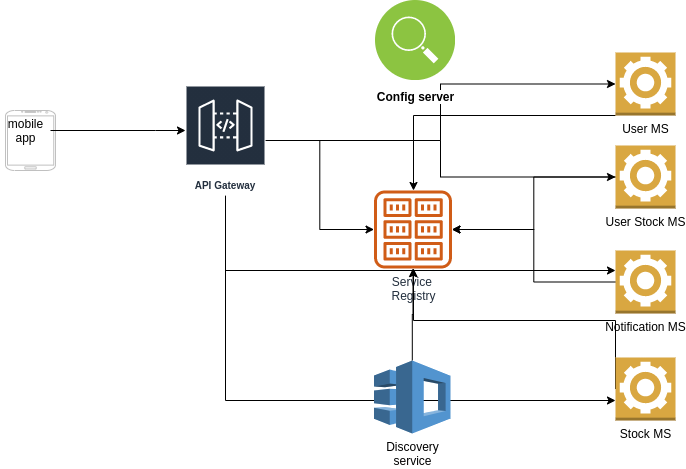 mobile
app
API Gateway
Config server
Service
Registry
Discovery
service
User MS
User Stock MS
Notification MS
Stock MS